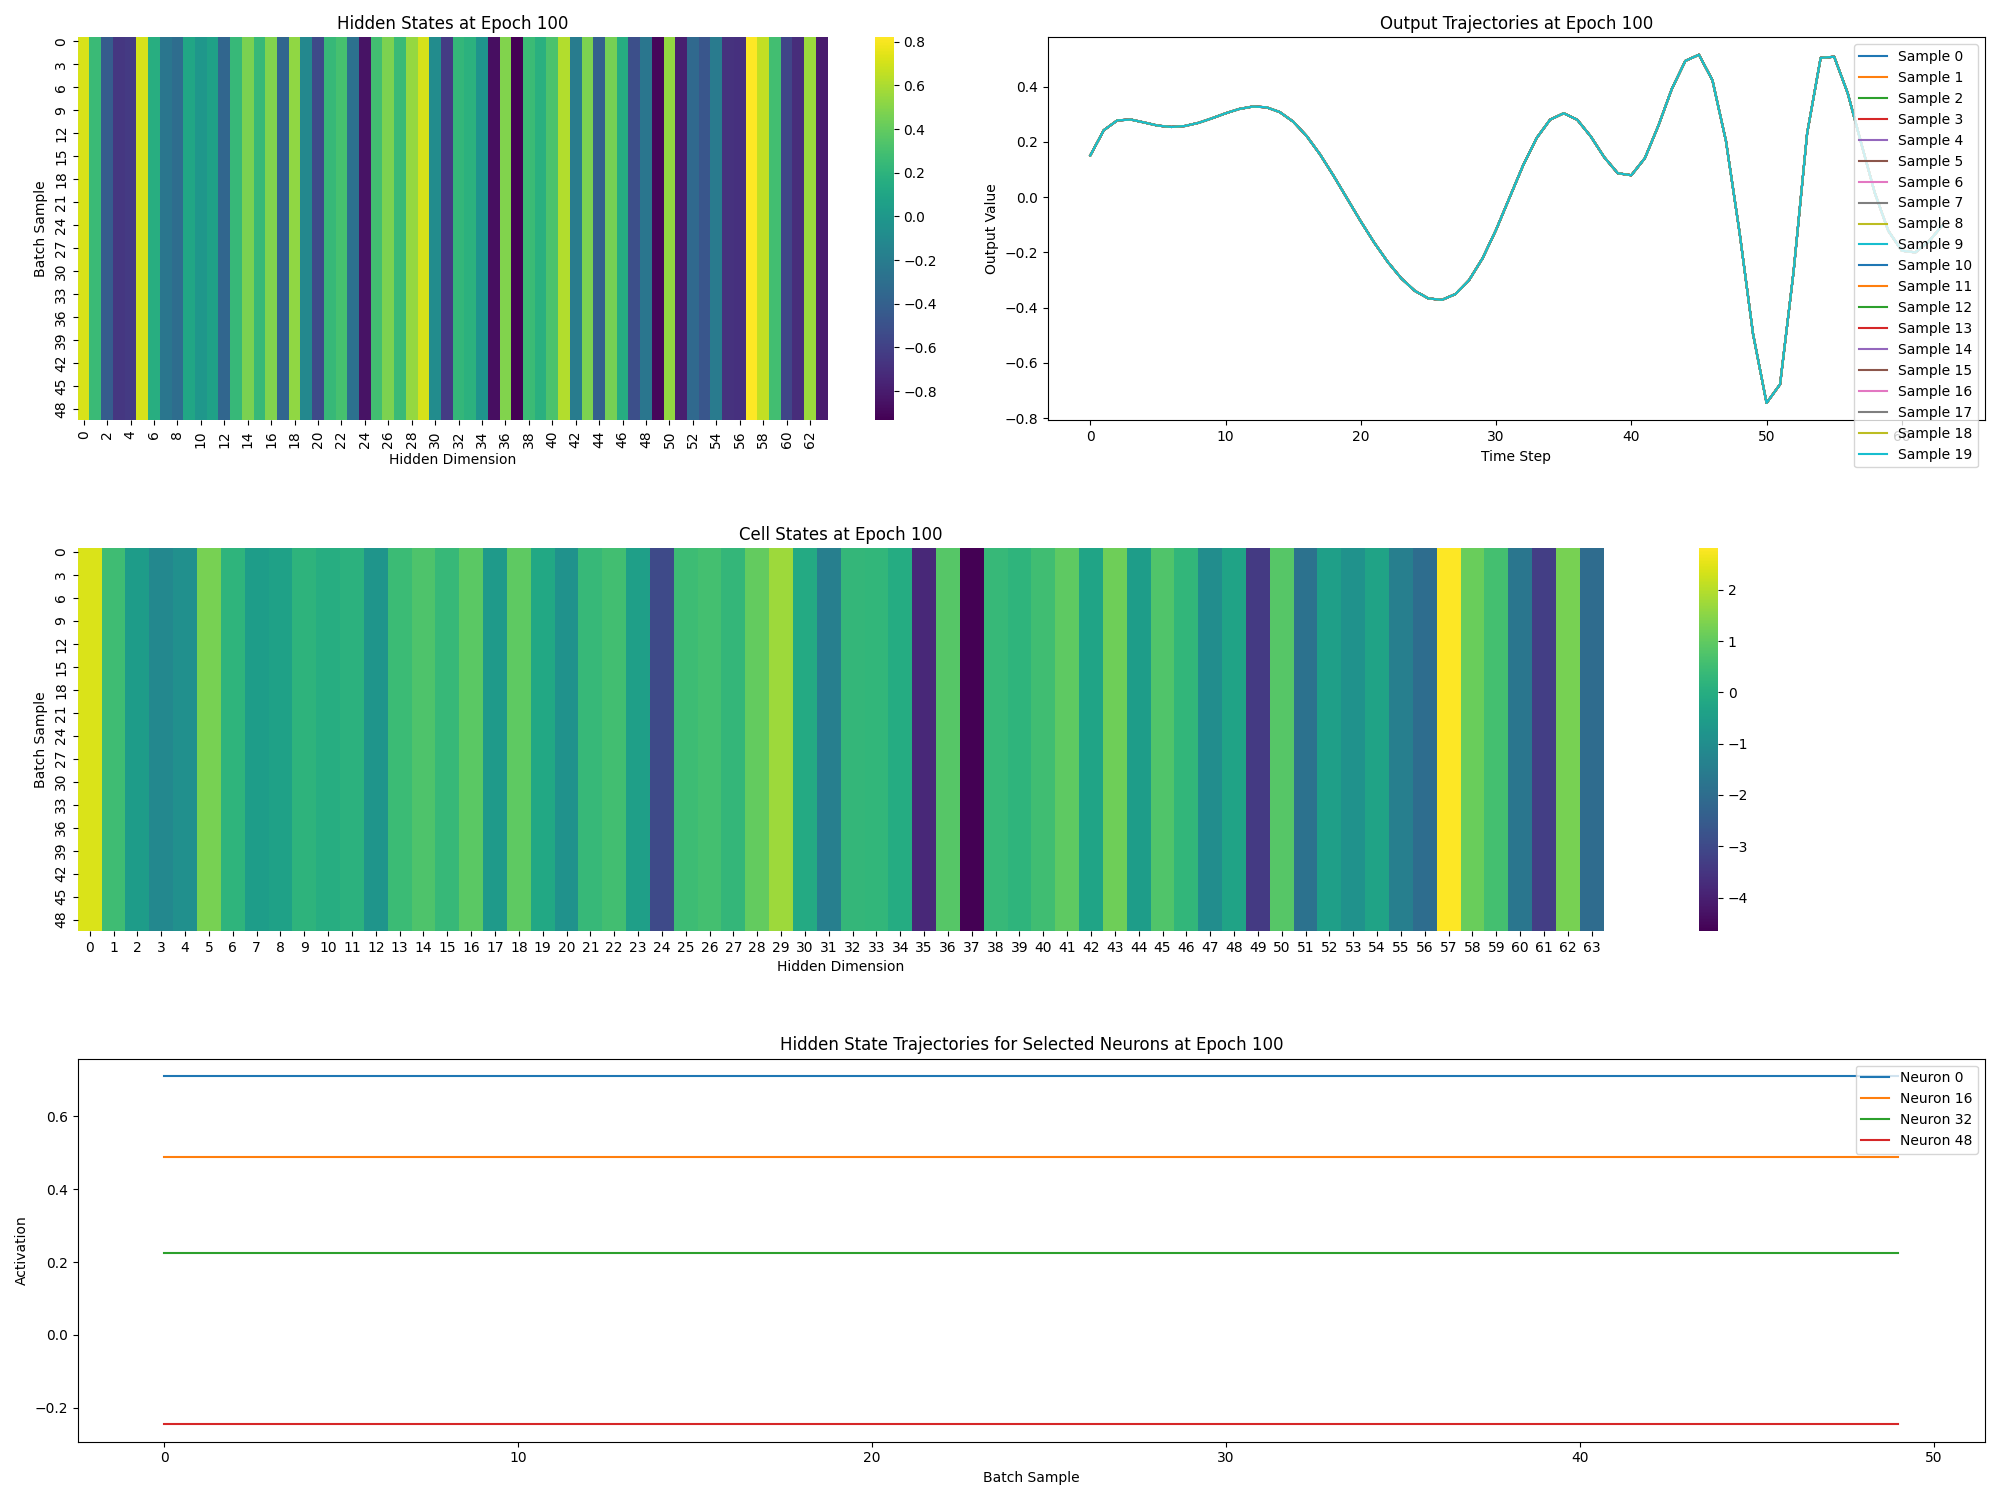 Hidden States at Epoch 100
Batch Sample
0
3
6
9
12
15
18
21
24
27
30
33
36
39
42
45
48
0 2 4 6 8 10 12 14 16 18 20 22 24 26 28 30 32 34 36 38 40 42 44 46 48 50 52 54 56 58 60 62
Hidden Dimension
0.8
0.6
0.4
0.2
0.0
−0.2
−0.4
−0.6
−0.8
Output Trajectories at Epoch 100
Output Value
0.4
0.2
0.0
−0.2
−0.4
−0.6
−0.8
0 10 20 30 40 50 60
Time Step
Sample 0
Sample 1
Sample 2
Sample 3
Sample 4
Sample 5
Sample 6
Sample 7
Sample 8
Sample 9
Sample 10
Sample 11
Sample 12
Sample 13
Sample 14
Sample 15
Sample 16
Sample 17
Sample 18
Sample 19
Cell States at Epoch 100
Batch Sample
0
3
6
9
12
15
18
21
24
27
30
33
36
39
42
45
48
0 1 2 3 4 5 6 7 8 9 10 11 12 13 14 15 16 17 18 19 20 21 22 23 24 25 26 27 28 29 30 31 32 33 34 35 36 37 38 39 40 41 42 43 44 45 46 47 48 49 50 51 52 53 54 55 56 57 58 59 60 61 62 63
Hidden Dimension
2
1
0
−1
−2
−3
−4
Hidden State Trajectories for Selected Neurons at Epoch 100
Activation
0.6
0.4
0.2
0.0
−0.2
0 10 20 30 40 50
Batch Sample
Neuron 0
Neuron 16
Neuron 32
Neuron 48